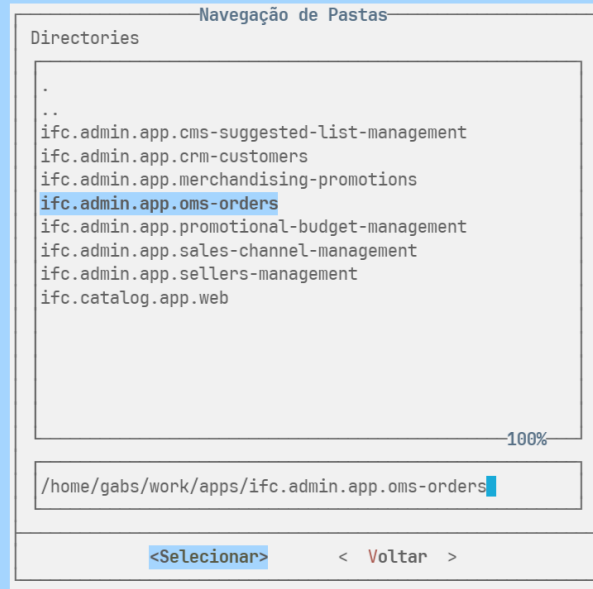 Navegação de Pastas
Directories
.
..
ifc.admin.app.cms-suggested-list-management
ifc.admin.app.crm-customers
ifc.admin.app.merchandising-promotions
ifc.admin.app.oms-orders
ifc.admin.app.promotional-budget-management
ifc.admin.app.sales-channel-management
ifc.admin.app.sellers-management
ifc.catalog.app.web
100%
/home/gabs/work/apps/ifc.admin.app.oms-orders
<Selecionar> < Voltar >